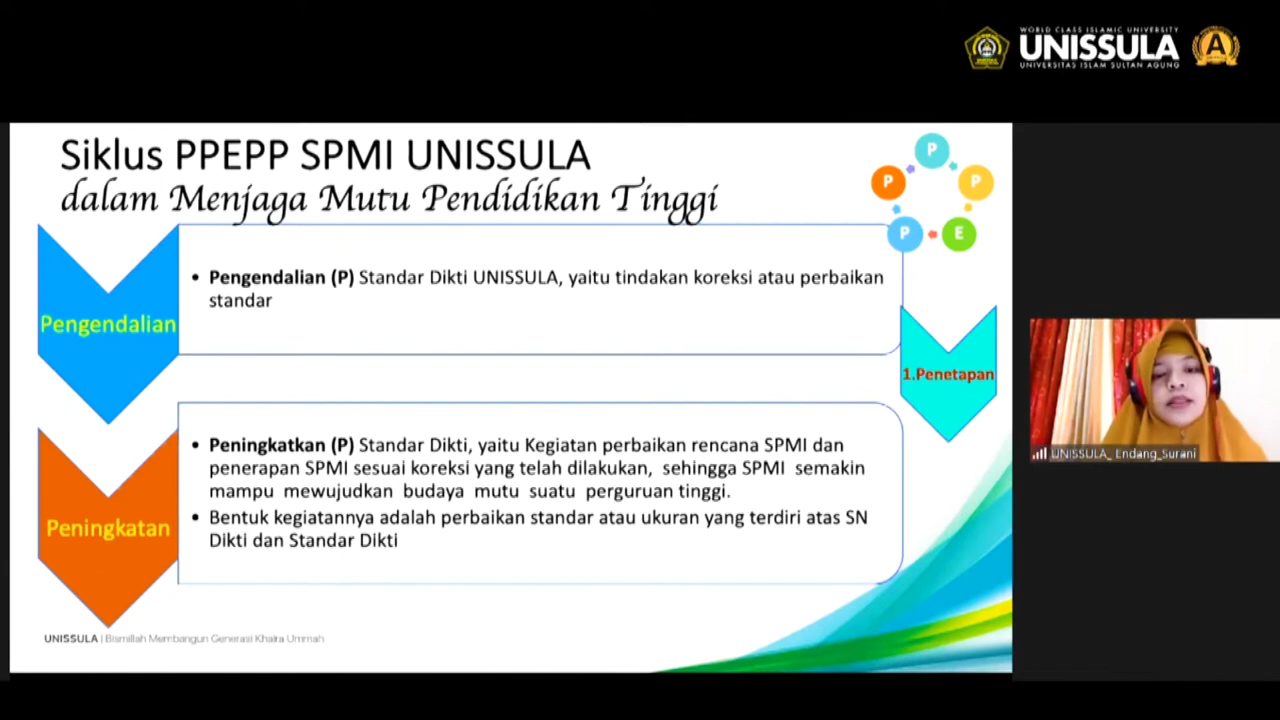 WORLD CLASS ISLAMIC UNIVERSITY
UNISSULA
UNIVERSITAS ISLAM SULTAN AGUNG
A
Siklus PPEPP SPMI UNISSULA
dalam Menjaga Mutu Pendidikan Tinggi
P
P
P
P
E
Pengendalian
• Pengendalian (P) Standar Dikti UNISSULA, yaitu tindakan koreksi atau perbaikan
standar
1.Penetapan
Peningkatan
• Peningkatkan (P) Standar Dikti, yaitu Kegiatan perbaikan rencana SPMI dan
penerapan SPMI sesuai koreksi yang telah dilakukan, sehingga SPMI semakin
mampu mewujudkan budaya mutu suatu perguruan tinggi.
• Bentuk kegiatannya adalah perbaikan standar atau ukuran yang terdiri atas SN
Dikti dan Standar Dikti
UNISSULA_ Endang_Surani
UNISSULA | Bismillah Membangun Generasi Khaira Ummah